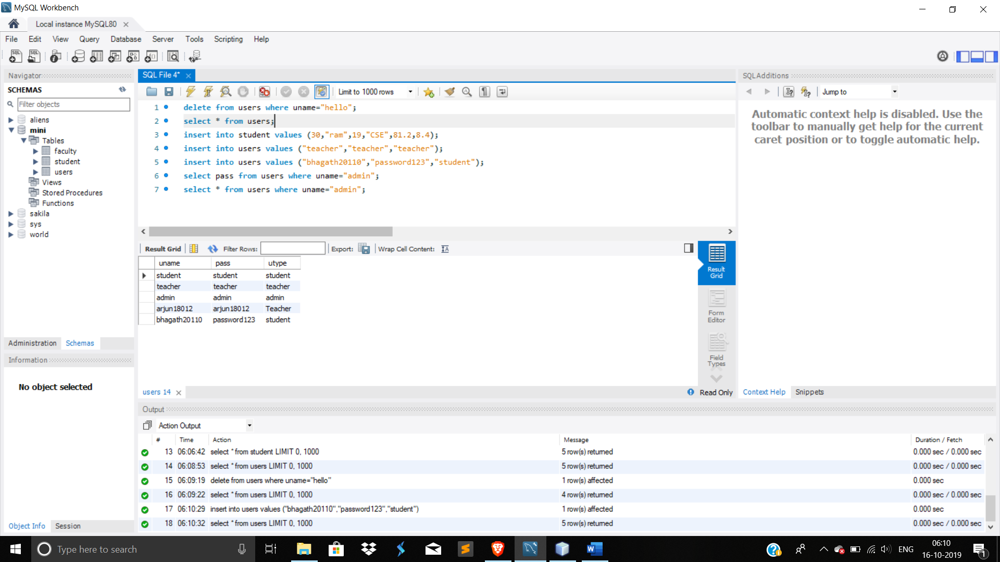 MySQL Workbench
Local instance MySQL80
File Edit View Query Database Server Tools Scripting Help
Navigator
SCHEMAS
Filter objects
aliens
mini
Tables
faculty
student
users
Views
Stored Procedures
Functions
sakila
sys
world
Administration Schemas
Information
No object selected
Object Info Session
SQL File 4*
Limit to 1000 rows
1 delete from users where uname="hello";
2 select * from users;
3 insert into student values (30,"ram",19,"CSE",81.2,8.4);
4 insert into users values ("teacher","teacher","teacher");
5 insert into users values ("bhagath20110","password123","student");
6 select pass from users where uname="admin";
7 select * from users where uname="admin";
Result Grid Filter Rows: Export: Wrap Cell Content:
uname pass utype
student student student
teacher teacher teacher
admin admin admin
arjun18012 arjun18012 Teacher
bhagath20110 password123 student
Result
Grid
Form
Editor
Field
Types
users 14
Read Only
SQLAdditions
Jump to
Automatic context help is disabled. Use the
toolbar to manually get help for the current
caret position or to toggle automatic help.
Context Help Snippets
Output
Action Output
# Time Action Message Duration / Fetch
13 06:06:42 select * from student LIMIT 0, 1000 5 row(s) returned 0.000 sec / 0.000 sec
14 06:08:53 select * from users LIMIT 0, 1000 5 row(s) returned 0.000 sec / 0.000 sec
15 06:09:19 delete from users where uname="hello" 1 row(s) affected 0.000 sec
16 06:09:22 select * from users LIMIT 0, 1000 4 row(s) returned 0.000 sec / 0.000 sec
17 06:10:29 insert into users values ("bhagath20110","password123","student") 1 row(s) affected 0.000 sec
18 06:10:32 select * from users LIMIT 0, 1000 5 row(s) returned 0.000 sec / 0.000 sec
Type here to search
ENG
06:10
16-10-2019
1